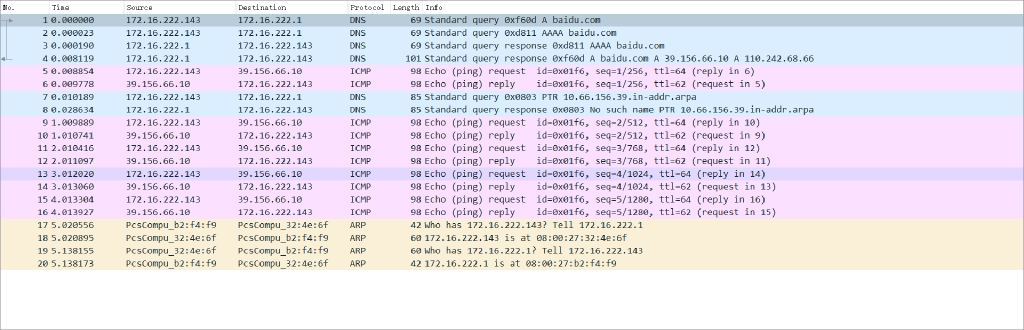 No. Time Source Destination Protocol Length Info
1 0.000000 172.16.222.143 172.16.222.1 DNS 69 Standard query 0xf60d A baidu.com
2 0.000023 172.16.222.143 172.16.222.1 DNS 69 Standard query 0xd811 AAAA baidu.com
3 0.000190 172.16.222.1 172.16.222.143 DNS 69 Standard query response 0xd811 AAAA baidu.com
4 0.008119 172.16.222.1 172.16.222.143 DNS 101 Standard query response 0xf60d A baidu.com A 39.156.66.10 A 110.242.68.66
5 0.008854 172.16.222.143 39.156.66.10 ICMP 98 Echo (ping) request id=0x01f6, seq=1/256, ttl=64 (reply in 6)
6 0.009778 39.156.66.10 172.16.222.143 ICMP 98 Echo (ping) reply id=0x01f6, seq=1/256, ttl=62 (request in 5)
7 0.010189 172.16.222.143 172.16.222.1 DNS 85 Standard query 0x0803 PTR 10.66.156.39.in-addr.arpa
8 0.028634 172.16.222.1 172.16.222.143 DNS 85 Standard query response 0x0803 No such name PTR 10.66.156.39.in-addr.arpa
9 1.009889 172.16.222.143 39.156.66.10 ICMP 98 Echo (ping) request id=0x01f6, seq=2/512, ttl=64 (reply in 10)
10 1.010741 39.156.66.10 172.16.222.143 ICMP 98 Echo (ping) reply id=0x01f6, seq=2/512, ttl=62 (request in 9)
11 2.010416 172.16.222.143 39.156.66.10 ICMP 98 Echo (ping) request id=0x01f6, seq=3/768, ttl=64 (reply in 12)
12 2.011097 39.156.66.10 172.16.222.143 ICMP 98 Echo (ping) reply id=0x01f6, seq=3/768, ttl=62 (request in 11)
13 3.012020 172.16.222.143 39.156.66.10 ICMP 98 Echo (ping) request id=0x01f6, seq=4/1024, ttl=64 (reply in 14)
14 3.013060 39.156.66.10 172.16.222.143 ICMP 98 Echo (ping) reply id=0x01f6, seq=4/1024, ttl=62 (request in 13)
15 4.013304 172.16.222.143 39.156.66.10 ICMP 98 Echo (ping) request id=0x01f6, seq=5/1280, ttl=64 (reply in 16)
16 4.013927 39.156.66.10 172.16.222.143 ICMP 98 Echo (ping) reply id=0x01f6, seq=5/1280, ttl=62 (request in 15)
17 5.020556 PcsCompu_b2:f4:f9 PcsCompu_32:4e:6f ARP 42 Who has 172.16.222.143? Tell 172.16.222.1
18 5.020895 PcsCompu_32:4e:6f PcsCompu_b2:f4:f9 ARP 60 172.16.222.143 is at 08:00:27:32:4e:6f
19 5.138155 PcsCompu_32:4e:6f PcsCompu_b2:f4:f9 ARP 60 Who has 172.16.222.1? Tell 172.16.222.143
20 5.138173 PcsCompu_b2:f4:f9 PcsCompu_32:4e:6f ARP 42 172.16.222.1 is at 08:00:27:b2:f4:f9